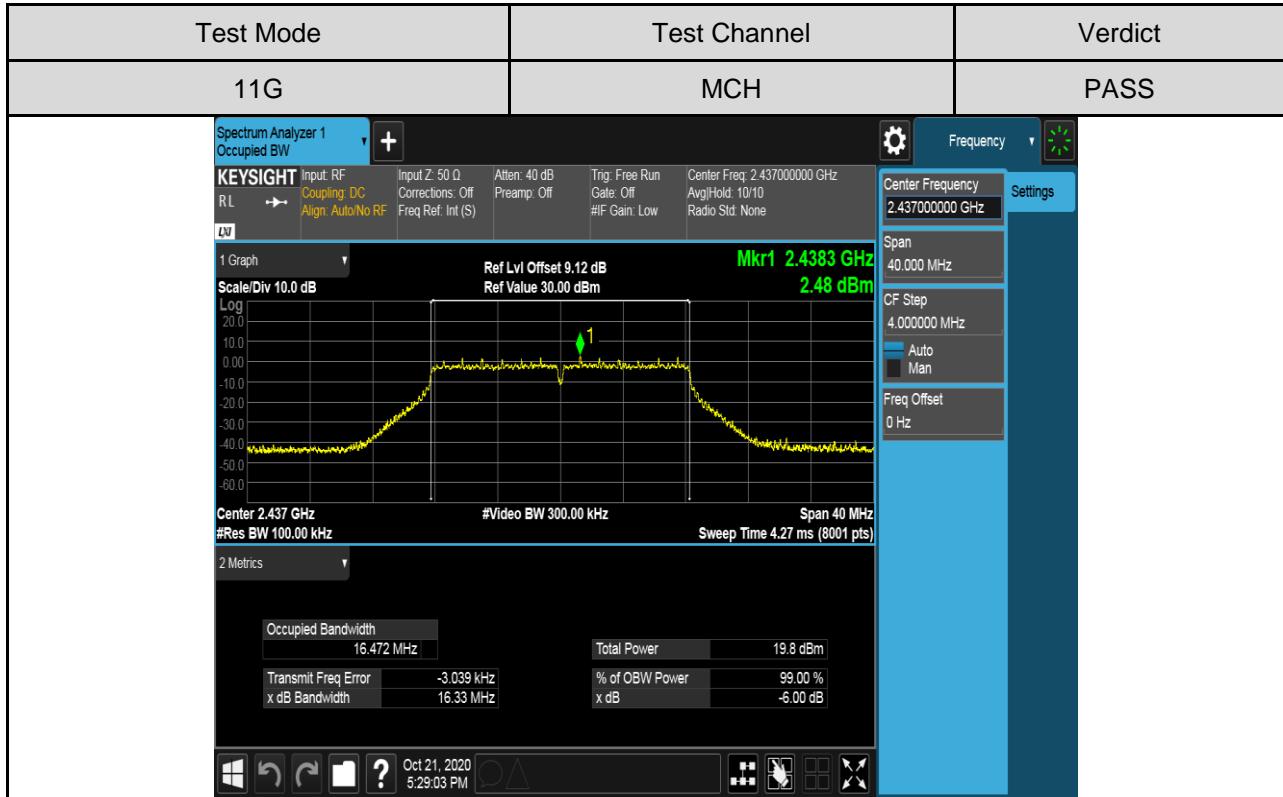 Test Mode Test Channel Verdict
11G MCH PASS
Spectrum Analyzer 1
Occupied BW
+
Frequency
KEYSIGHT Input: RF Input Z: 50 Ω Atten: 40 dB Trig: Free Run Center Freq: 2.437000000 GHz
Coupling: DC Corrections: Off Preamp: Off Gate: Off Avg|Hold: 10/10
RL Align: Auto/No RF Freq Ref: Int (S) #IF Gain: Low Radio Std: None
LXI
Center Frequency
2.437000000 GHz
Settings
Span
40.000 MHz
CF Step
4.000000 MHz
Auto
Man
Freq Offset
0 Hz
1 Graph
Ref Lvl Offset 9.12 dB
Mkr1 2.4383 GHz
Scale/Div 10.0 dB Ref Value 30.00 dBm 2.48 dBm
Log
20.0
10.0
1
0.00
-10.0
-20.0
-30.0
-40.0
-50.0
-60.0
Center 2.437 GHz #Video BW 300.00 kHz Span 40 MHz
#Res BW 100.00 kHz Sweep Time 4.27 ms (8001 pts)
2 Metrics
Occupied Bandwidth
16.472 MHz Total Power 19.8 dBm
Transmit Freq Error -3.039 kHz % of OBW Power 99.00 %
x dB Bandwidth 16.33 MHz x dB -6.00 dB
? Oct 21, 2020
5:29:03 PM